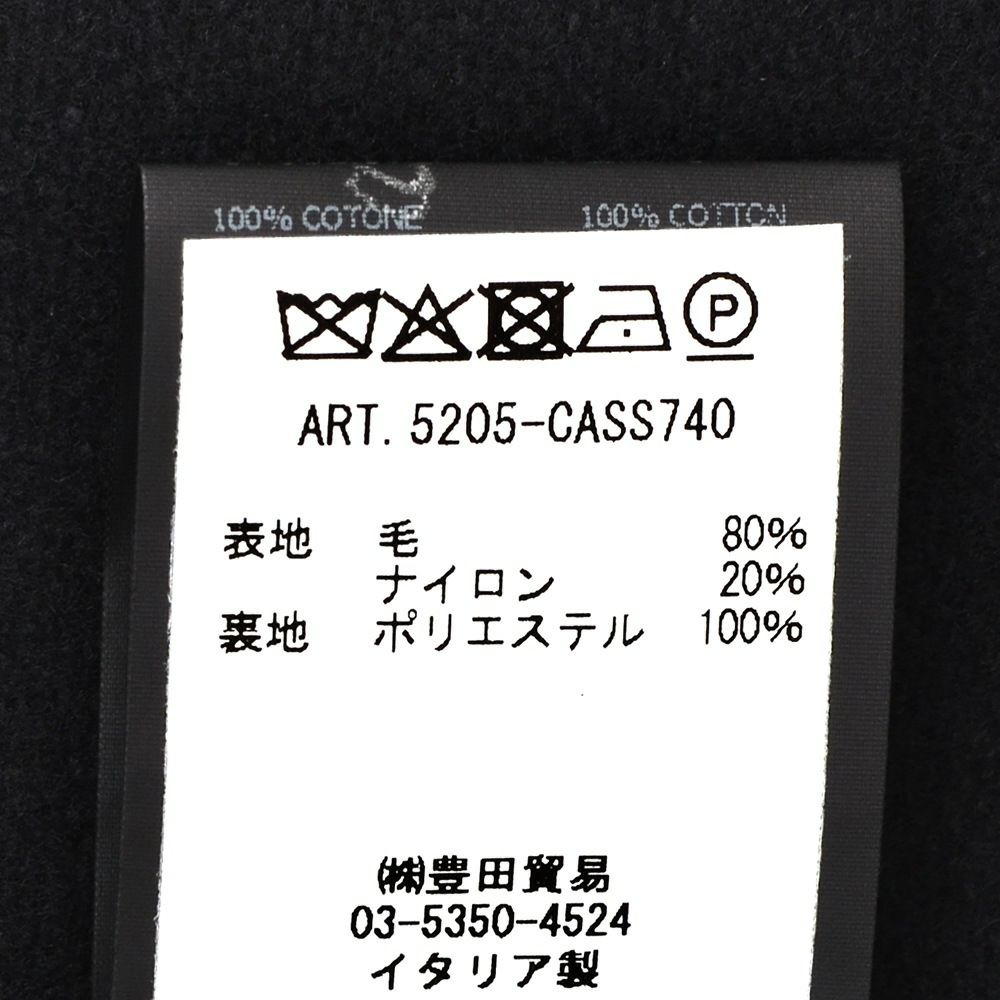 100% COTONE 100% COTTON
P
ART. 5205-CASS740
表地 毛 80%
ナイロン 20%
裏地 ポリエステル 100%
㈱豊田貿易
03-5350-4524
イタリア製